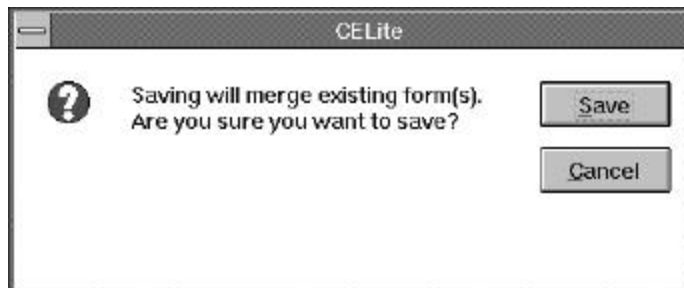 CELite
Saving will merge existing form(s).
Are you sure you want to save?
Save
Cancel